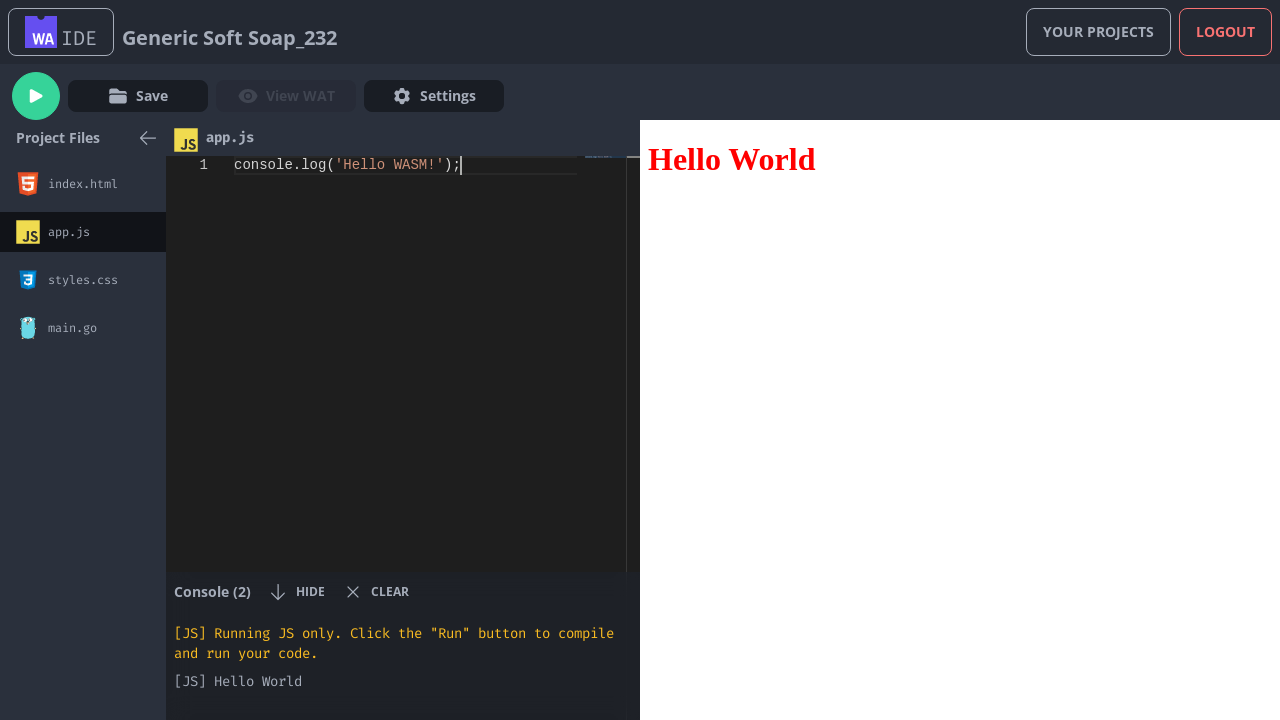 WA IDE
Generic Soft Soap_232
YOUR PROJECTS
LOGOUT
Save
View WAT
Settings
Project Files
index.html
app.js
styles.css
main.go
JS app.js
1 console.log('Hello WASM!');
Console (2)
HIDE
CLEAR
[JS] Running JS only. Click the "Run" button to compile
and run your code.
[JS] Hello World
Hello World